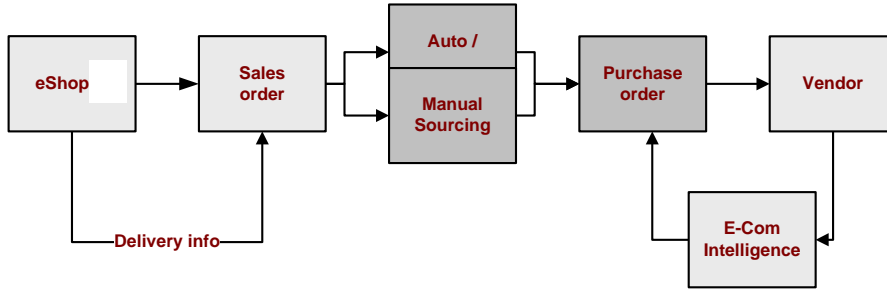 eShop
Sales
order
Auto /
Manual
Sourcing
Purchase
order
Vendor
Delivery info
E-Com
Intelligence